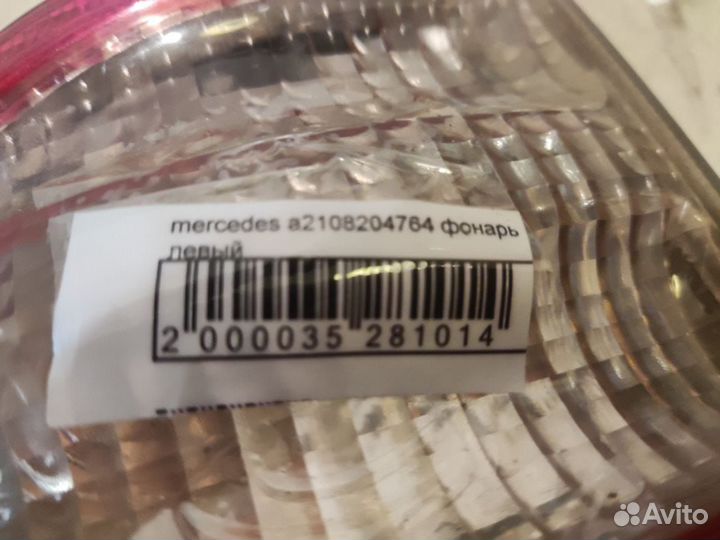 mercedes a2108204764 фонарь
левый
2 000035 281014
Avito